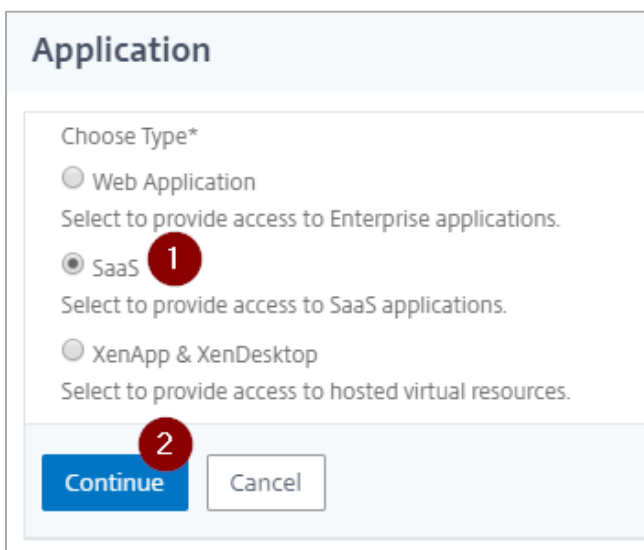 Application
Choose Type*
Web Application
Select to provide access to Enterprise applications.
SaaS 1
Select to provide access to SaaS applications.
XenApp & XenDesktop
Select to provide access to hosted virtual resources.
2
Continue Cancel